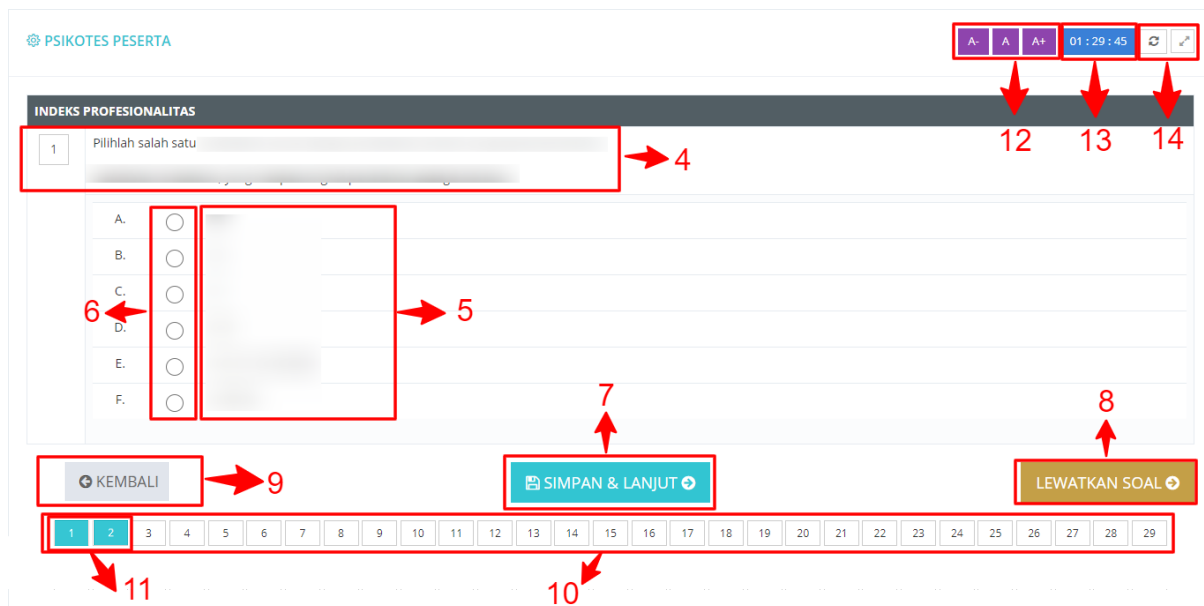 PSIKOTES PESERTA
A- A A+ 01 : 29 : 45
12 13 14
INDEKS PROFESIONALITAS
1 Pilihlah salah satu
4
A.
B.
C.
D.
E.
F.
6 5
7 8
KEMBALI 9 SIMPAN & LANJUT LEWATKAN SOAL
1 2 3 4 5 6 7 8 9 10 11 12 13 14 15 16 17 18 19 20 21 22 23 24 25 26 27 28 29
11 10